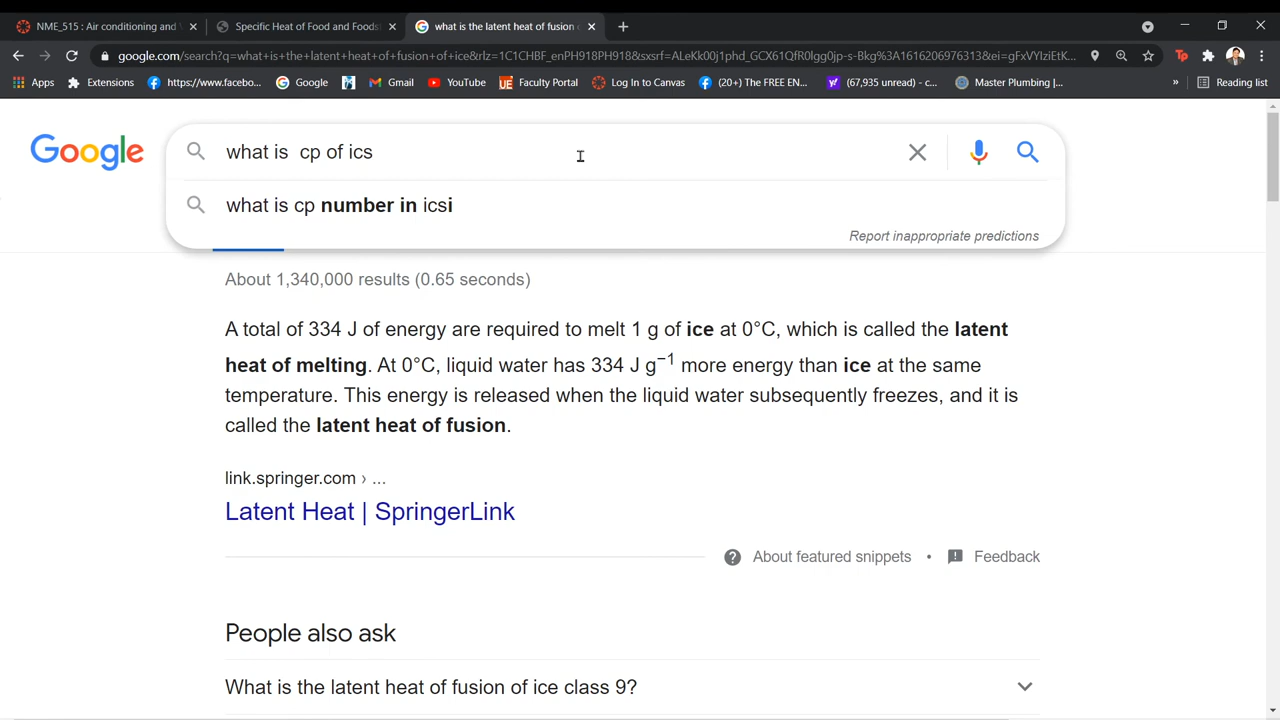 NME_515 : Air conditioning and
Specific Heat of Food and Foods
what is the latent heat of fusion
google.com/search?q=what+is+the+latent+heat+of+fusion+of+ice&rlz=1C1CHBF_enPH918PH918&sxsrf=ALeKk00j1phd_GCX61QfR0lgg0jp-s-Bkg%3A1616206976313&ei=gFxVYIziEtK...
Apps
Extensions
https://www.facebo...
Google
Gmail
YouTube
Faculty Portal
Log In to Canvas
(20+) The FREE EN...
(67,935 unread) - c...
Master Plumbing |...
»
Reading list
Google
what is  cp of ics
what is cp number in icsi
Report inappropriate predictions
About 1,340,000 results (0.65 seconds)
A total of 334 J of energy are required to melt 1 g of ice at 0°C, which is called the latent
heat of melting. At 0°C, liquid water has 334 J g−1 more energy than ice at the same
temperature. This energy is released when the liquid water subsequently freezes, and it is
called the latent heat of fusion.
link.springer.com › ...
Latent Heat | SpringerLink
About featured snippets • Feedback
People also ask
What is the latent heat of fusion of ice class 9?